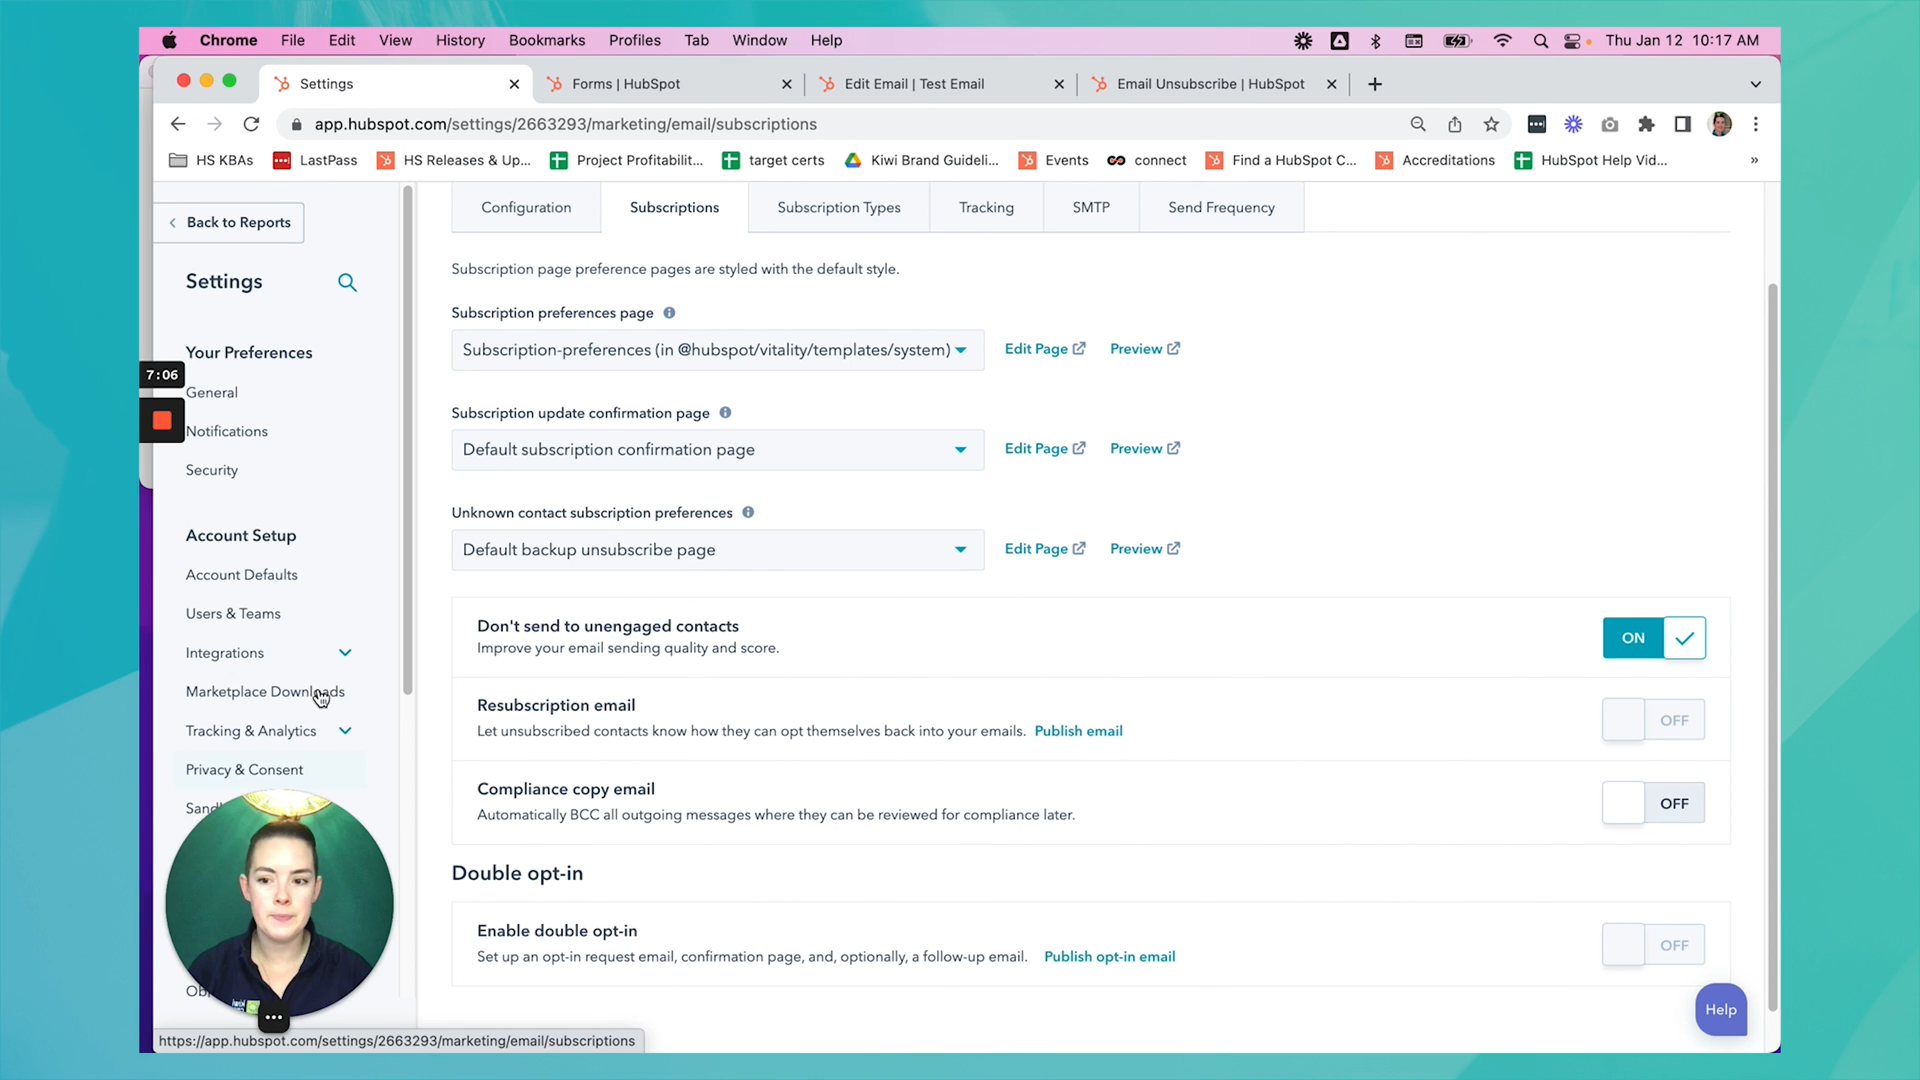 Chrome File Edit View History Bookmarks Profiles Tab Window Help Thu Jan 12 10:17 AM
Settings Forms | HubSpot Edit Email | Test Email Email Unsubscribe | HubSpot
app.hubspot.com/settings/2663293/marketing/email/subscriptions
HS KBAs LastPass HS Releases & Up... Project Profitabilit... target certs Kiwi Brand Guideli... Events connect Find a HubSpot C... Accreditations HubSpot Help Vid... »
Back to Reports
Settings
Your Preferences
7:06
General
Notifications
Security
Account Setup
Account Defaults
Users & Teams
Integrations
Marketplace Downloads
Tracking & Analytics
Privacy & Consent
Configuration Subscriptions Subscription Types Tracking SMTP Send Frequency
Subscription page preference pages are styled with the default style.
Subscription preferences page
Subscription-preferences (in @hubspot/vitality/templates/system) Edit Page Preview
Subscription update confirmation page
Default subscription confirmation page Edit Page Preview
Unknown contact subscription preferences
Default backup unsubscribe page Edit Page Preview
Don't send to unengaged contacts
Improve your email sending quality and score.
ON
Resubscription email
Let unsubscribed contacts know how they can opt themselves back into your emails. Publish email
OFF
Compliance copy email
Automatically BCC all outgoing messages where they can be reviewed for compliance later.
OFF
Double opt-in
Enable double opt-in
Set up an opt-in request email, confirmation page, and, optionally, a follow-up email. Publish opt-in email
OFF
Help
https://app.hubspot.com/settings/2663293/marketing/email/subscriptions